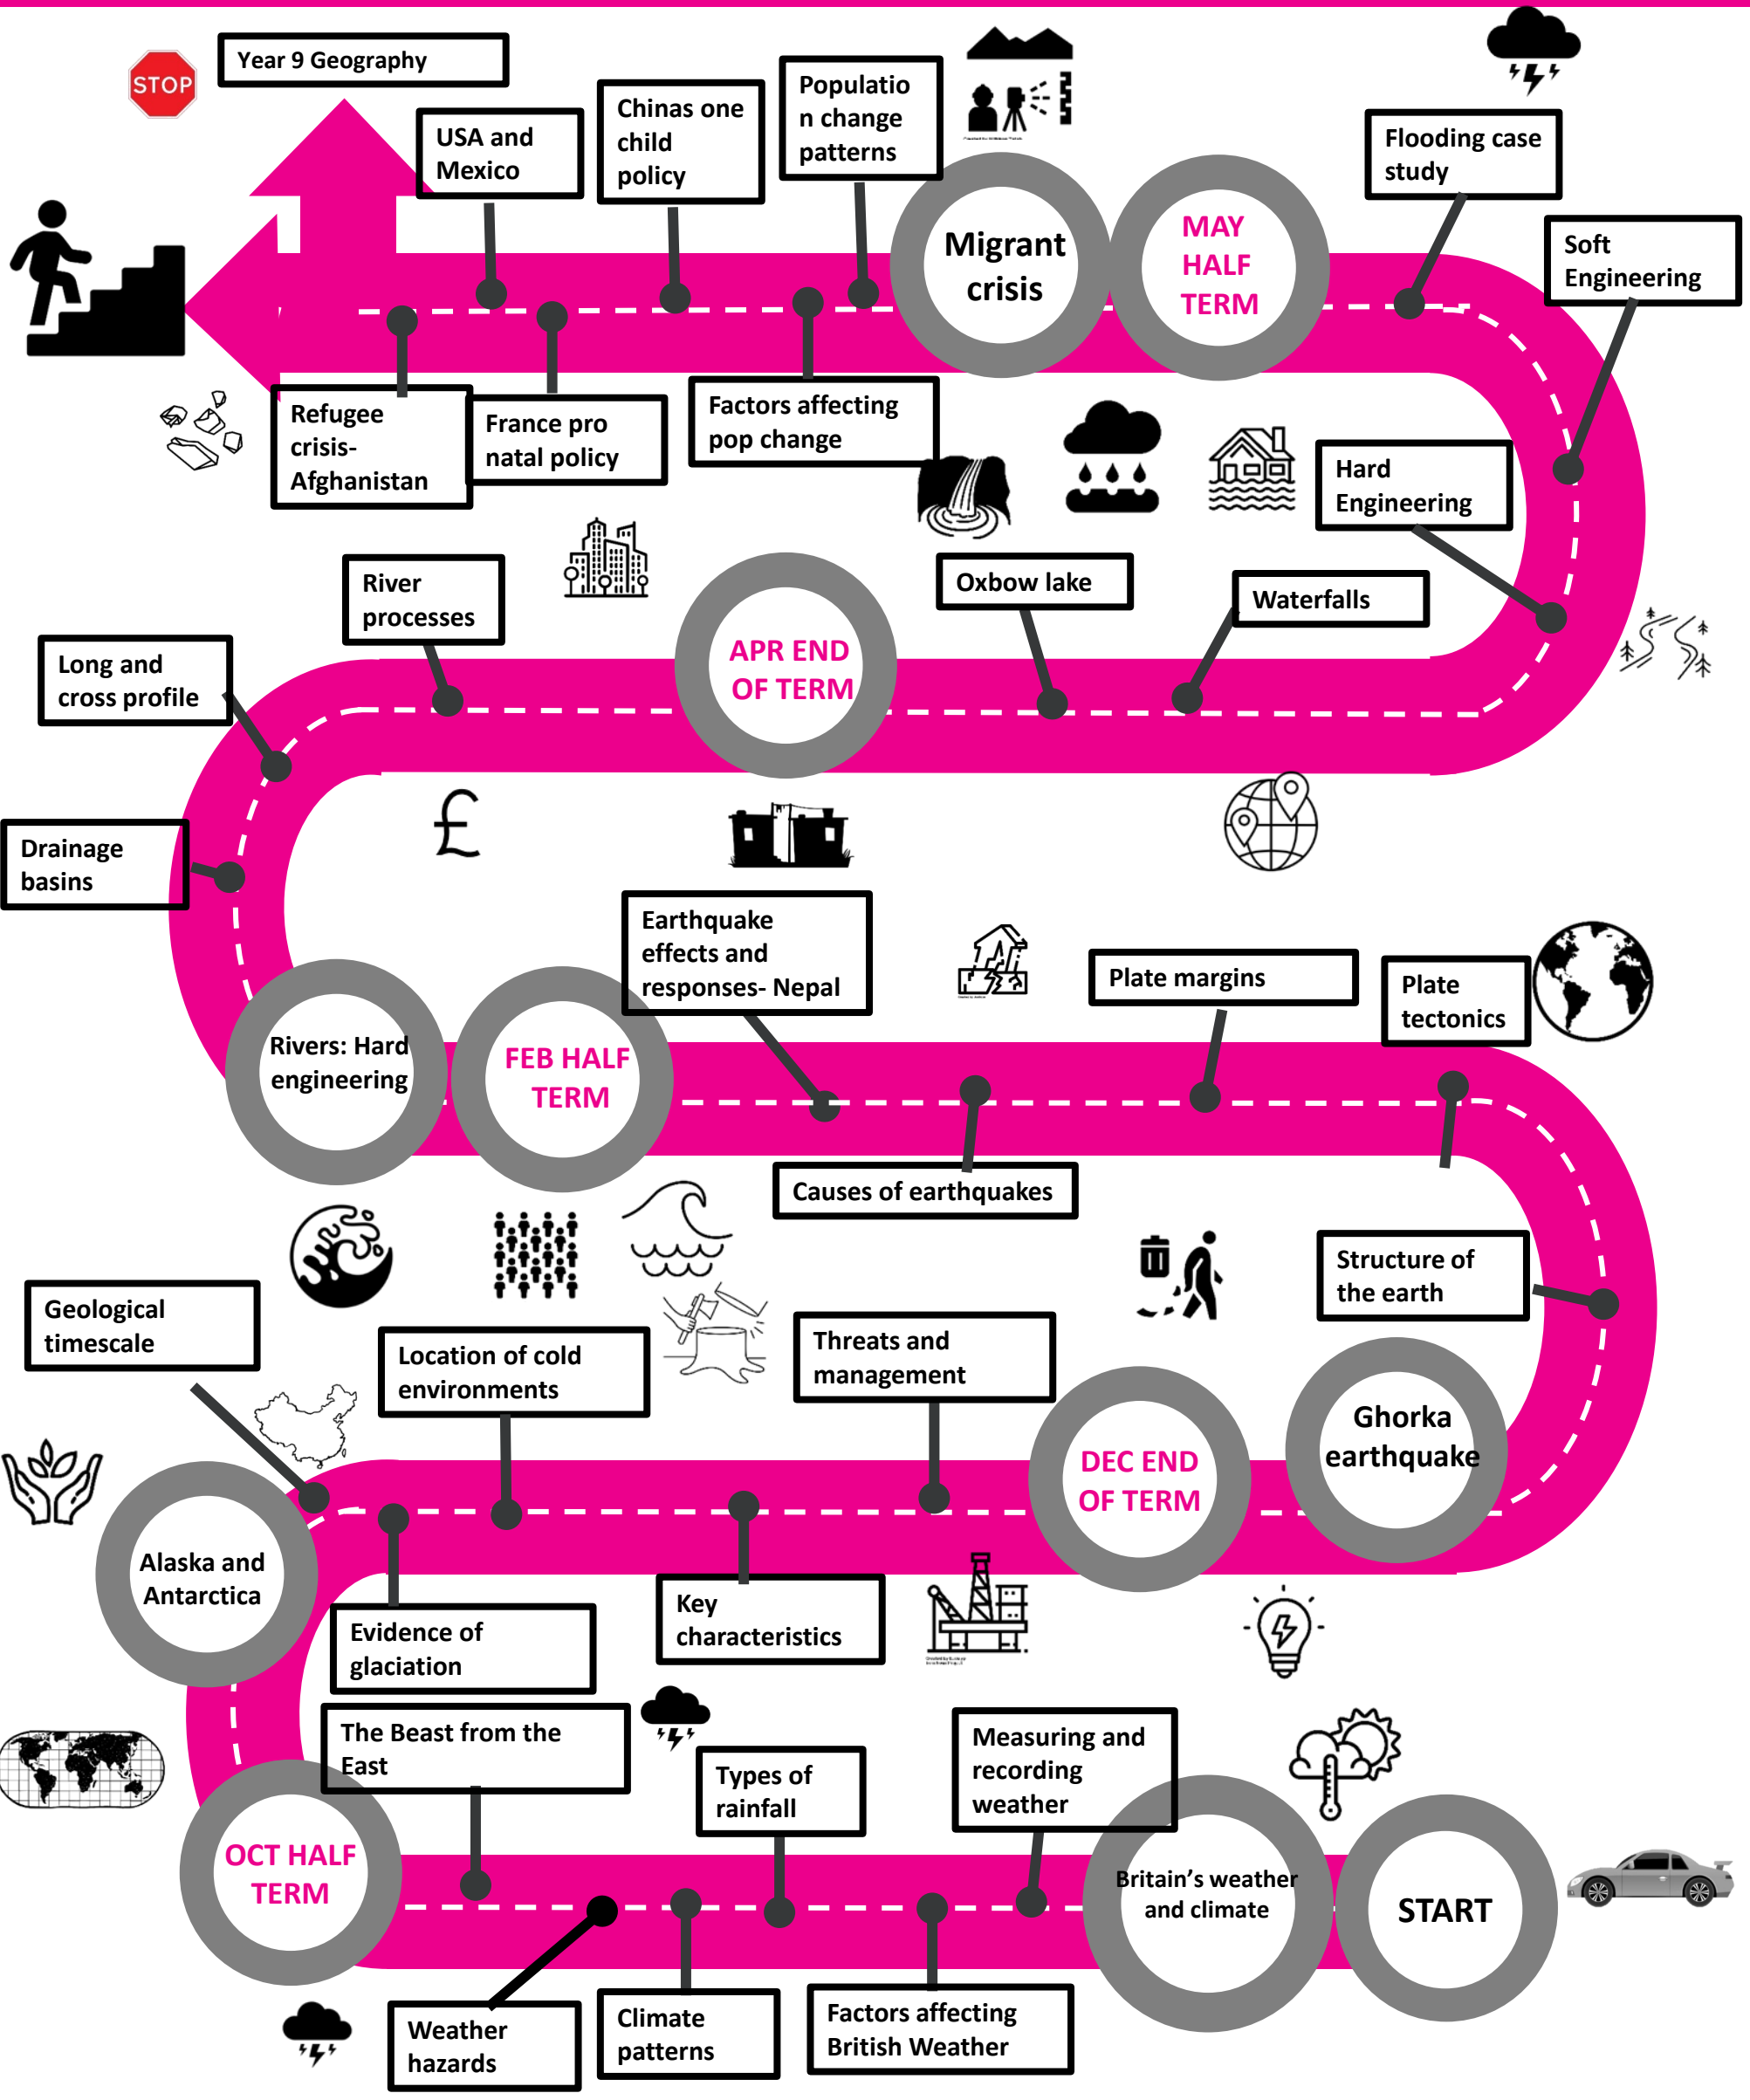 STOP
Year 9 Geography
USA and
Mexico
Chinas one
child
policy
Populatio
n change
patterns
Migrant
crisis
MAY
HALF
TERM
Flooding case
study
Soft
Engineering
Refugee
crisis-
Afghanistan
France pro
natal policy
Factors affecting
pop change
Hard
Engineering
River
processes
Long and
cross profile
APR END
OF TERM
Oxbow lake
Waterfalls
£
Drainage
basins
Earthquake
effects and
responses- Nepal
Plate margins
Plate
tectonics
Rivers: Hard
engineering
FEB HALF
TERM
Causes of earthquakes
Structure of
the earth
Geological
timescale
Location of cold
environments
Threats and
management
Ghorka
earthquake
DEC END
OF TERM
Alaska and
Antarctica
Evidence of
glaciation
Key
characteristics
The Beast from the
East
Types of
rainfall
Measuring and
recording
weather
OCT HALF
TERM
Britain’s weather
and climate
START
Weather
hazards
Climate
patterns
Factors affecting
British Weather